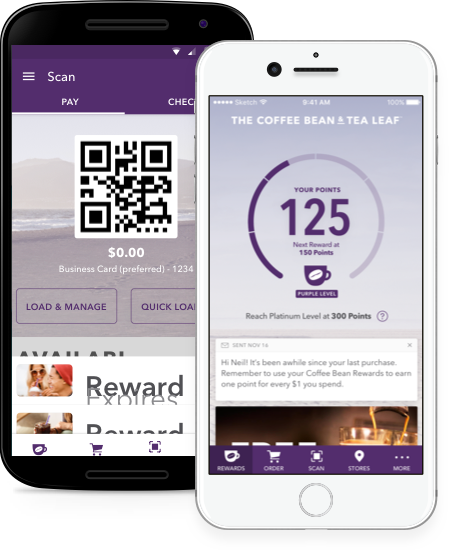 Scan
PAY
CHEC
$0.00
Business Card (preferred) - 1234
LOAD & MANAGE
QUICK LOA
AVAILABL
Reward
Expires
Reward
Sketch
9:41 AM
100%
THE COFFEE BEAN & TEA LEAF
YOUR POINTS
125
Next Reward at
150 Points
PURPLE LEVEL
Reach Platinum Level at 300 Points ?
SENT NOV 16
Hi Neil! It's been awhile since your last purchase.
Remember to use your Coffee Bean Rewards to earn
one point for every $1 you spend.
FREE
REWARDS
ORDER
SCAN
STORES
MORE